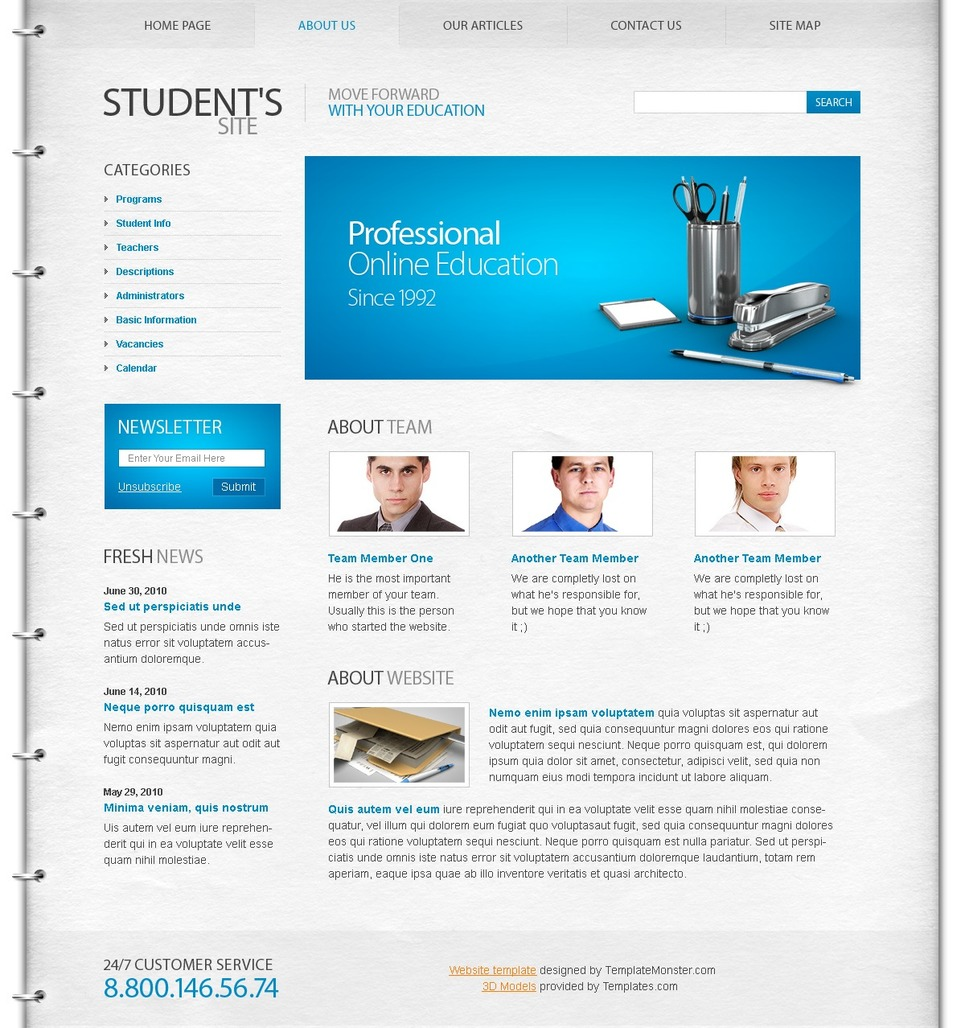 HOME PAGE
ABOUT US
OUR ARTICLES
CONTACT US
SITE MAP
STUDENT'S
SITE
MOVE FORWARD
WITH YOUR EDUCATION
SEARCH
CATEGORIES
Programs
Student Info
Teachers
Descriptions
Administrators
Basic Information
Vacancies
Calendar
Professional
Online Education
Since 1992
NEWSLETTER
Enter Your Email Here
Unsubscribe
Submit
FRESH NEWS
June 30, 2010
Sed ut perspiciatis unde
Sed ut perspiciatis unde omnis iste
natus error sit voluptatem accus-
antium doloremque.
June 14, 2010
Neque porro quisquam est
Nemo enim ipsam voluptatem quia
voluptas sit aspernatur aut odit aut
fugit consequuntur magni.
May 29, 2010
Minima veniam, quis nostrum
Uis autem vel eum iure reprehen-
derit qui in ea voluptate velit esse
quam nihil molestiae.
ABOUT TEAM
Team Member One
He is the most important
member of your team.
Usually this is the person
who started the website.
Another Team Member
We are completly lost on
what he's responsible for,
but we hope that you know
it ;)
Another Team Member
We are completly lost on
what he's responsible for,
but we hope that you know
it ;)
ABOUT WEBSITE
Nemo enim ipsam voluptatem quia voluptas sit aspernatur aut
odit aut fugit, sed quia consequuntur magni dolores eos qui ratione
voluptatem sequi nesciunt. Neque porro quisquam est, qui dolorem
ipsum quia dolor sit amet, consectetur, adipisci velit, sed quia non
numquam eius modi tempora incidunt ut labore aliquam.
Quis autem vel eum iure reprehenderit qui in ea voluptate velit esse quam nihil molestiae conse-
quatur, vel illum qui dolorem eum fugiat quo voluptasaut fugit, sed quia consequuntur magni dolores
eos qui ratione voluptatem sequi nesciunt. Neque porro quisquam est nulla pariatur. Sed ut perspi-
ciatis unde omnis iste natus error sit voluptatem accusantium doloremque laudantium, totam rem
aperiam, eaque ipsa quae ab illo inventore veritatis et quasi architecto.
24/7 CUSTOMER SERVICE
8.800.146.56.74
Website template designed by TemplateMonster.com
3D Models provided by Templates.com